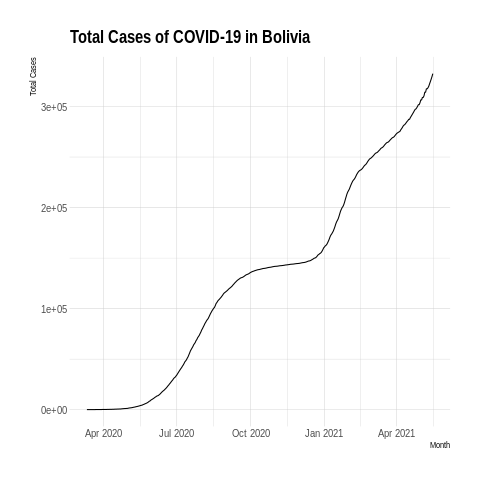 Total Cases of COVID-19 in Bolivia
Total Cases
3e+05
2e+05
1e+05
0e+00
Apr 2020
Jul 2020
Oct 2020
Jan 2021
Apr 2021
Month